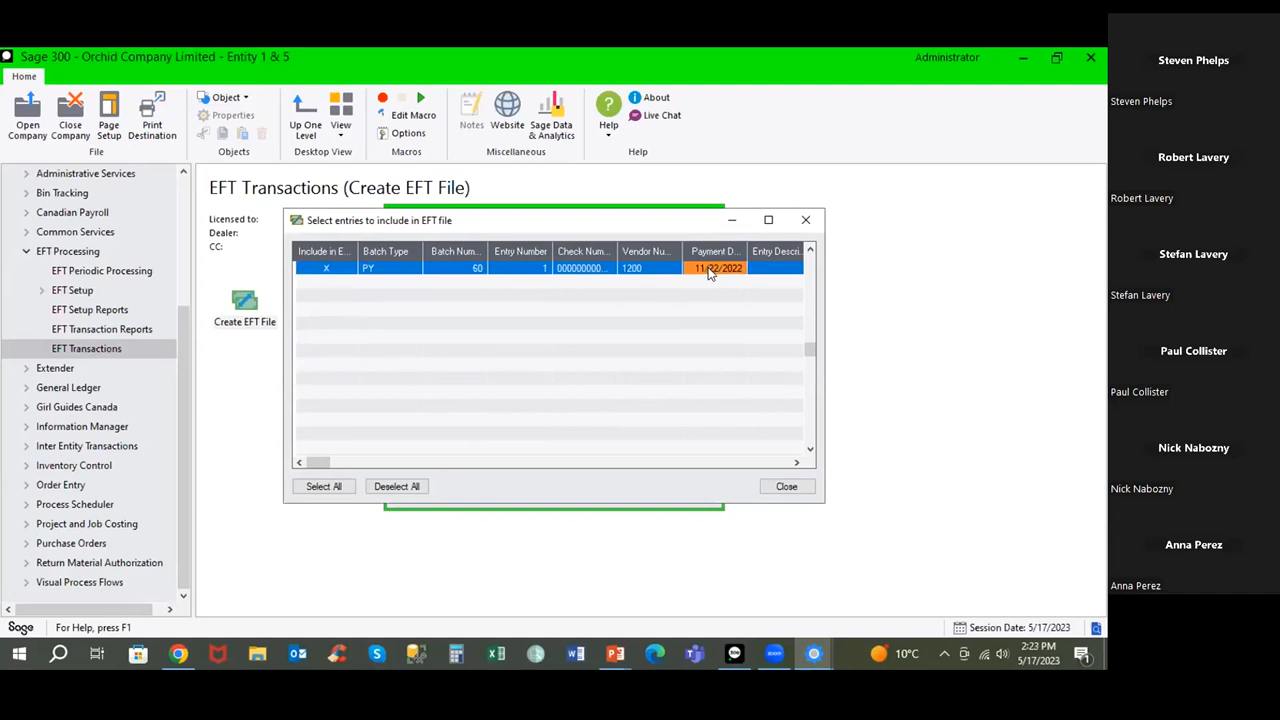 Sage 300 - Orchid Company Limited - Entity 1 & 5
Administrator
Home
Open Company
Close Company
Page Setup
Print Destination
File
Object
Properties
Objects
Up One Level
View
Desktop View
Edit Macro
Options
Macros
Notes
Website
Sage Data & Analytics
Miscellaneous
Help
About
Live Chat
Help
Administrative Services
Bin Tracking
Canadian Payroll
Common Services
EFT Processing
EFT Periodic Processing
EFT Setup
EFT Setup Reports
EFT Transaction Reports
EFT Transactions
Extender
General Ledger
Girl Guides Canada
Information Manager
Inter Entity Transactions
Inventory Control
Order Entry
Process Scheduler
Project and Job Costing
Purchase Orders
Return Material Authorization
Visual Process Flows
EFT Transactions (Create EFT File)
Licensed to:
Dealer:
CC:
Create EFT File
Select entries to include in EFT file
Include in E... Batch Type Batch Num... Entry Number Check Num... Vendor Nu... Payment D... Entry Descri...
X PY 60 1 000000000... 1200 11/22/2022
Select All
Deselect All
Close
Sage For Help, press F1
Session Date: 5/17/2023
10°C
2:23 PM
5/17/2023
1
Steven Phelps
Steven Phelps
Robert Lavery
Robert Lavery
Stefan Lavery
Stefan Lavery
Paul Collister
Paul Collister
Nick Nabozny
Nick Nabozny
Anna Perez
Anna Perez